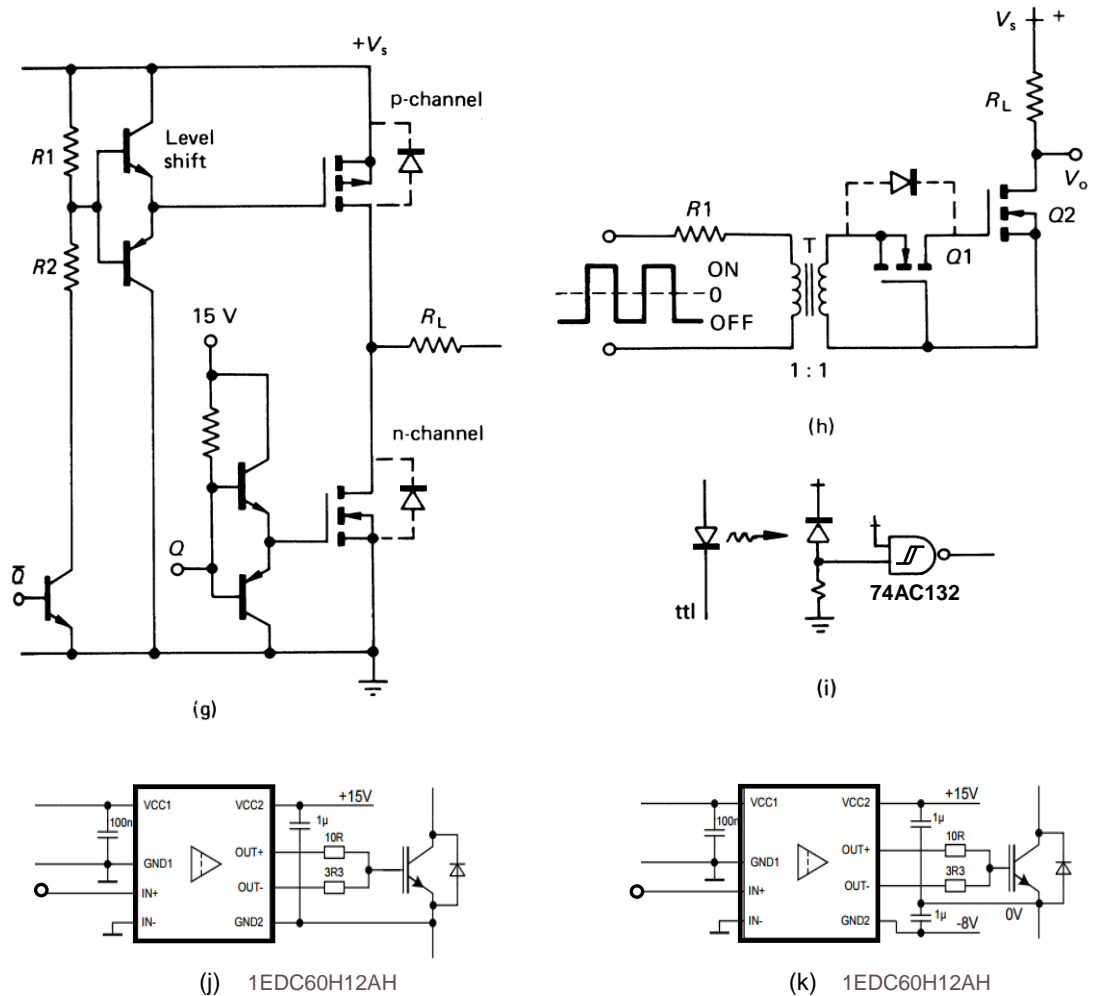 +Vs
p-channel
R1
Level
shift
R2
15 V
RL
n-channel
Q
Q̅
(g)
Vs
+
RL
Vo
R1
T
Q1
Q2
ON
0
OFF
1 : 1
(h)
ttl
74AC132
(i)
VCC1
VCC2
+15V
100n
1µ
10R
OUT+
GND1
3R3
OUT-
IN+
IN-
GND2
(j) 1EDC60H12AH
VCC1
VCC2
+15V
100n
1µ
10R
OUT+
GND1
3R3
OUT-
IN+
1µ
0V
IN-
GND2
-8V
(k) 1EDC60H12AH